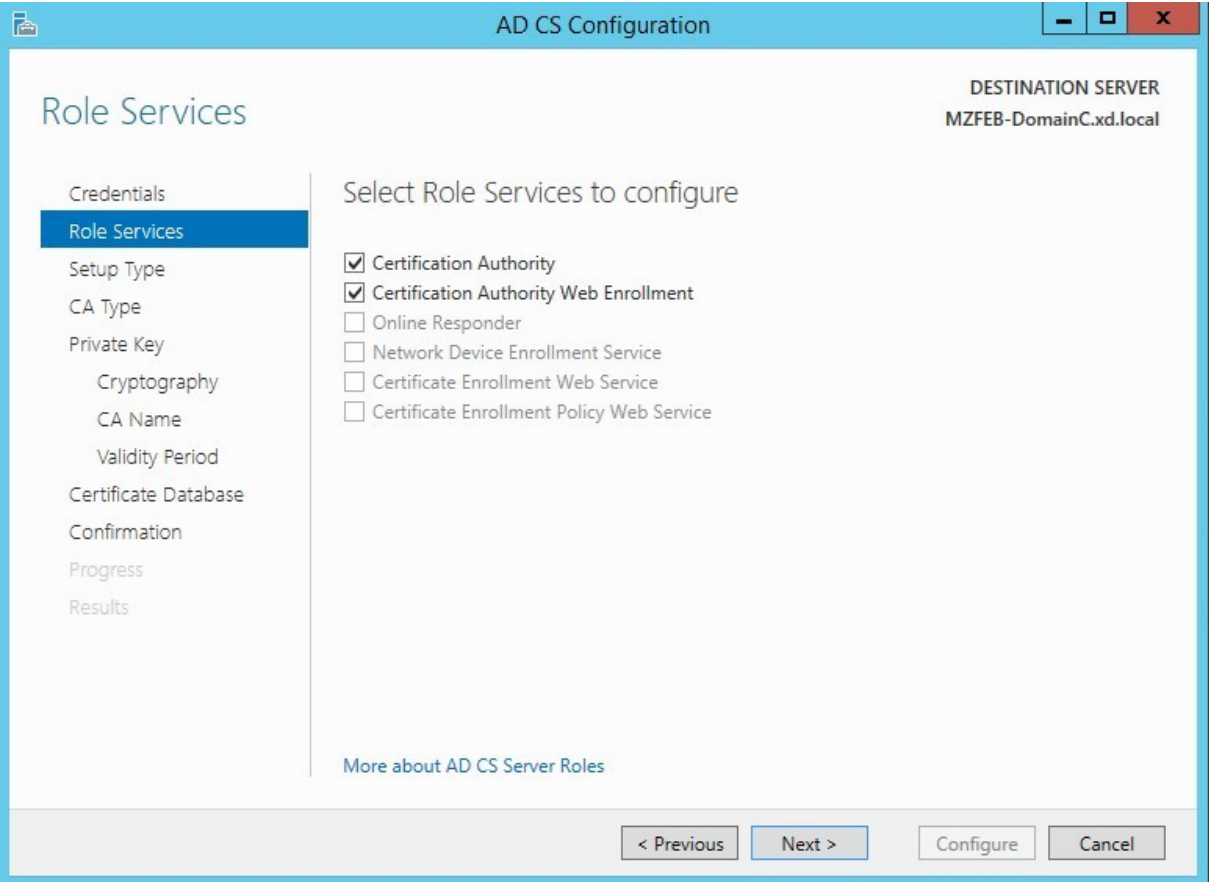 AD CS Configuration
Role Services
DESTINATION SERVER
MZFEB-DomainC.xd.local
Credentials
Role Services
Setup Type
CA Type
Private Key
Cryptography
CA Name
Validity Period
Certificate Database
Confirmation
Progress
Results
Select Role Services to configure
Certification Authority
Certification Authority Web Enrollment
Online Responder
Network Device Enrollment Service
Certificate Enrollment Web Service
Certificate Enrollment Policy Web Service
More about AD CS Server Roles
< Previous
Next >
Configure
Cancel